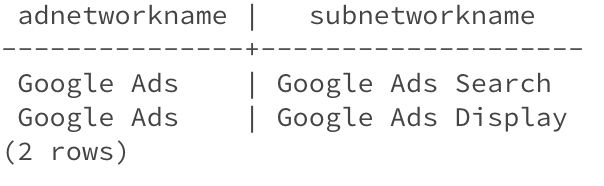 adnetworkname | subnetworkname
---------------+---------------------
Google Ads | Google Ads Search
Google Ads | Google Ads Display
(2 rows)